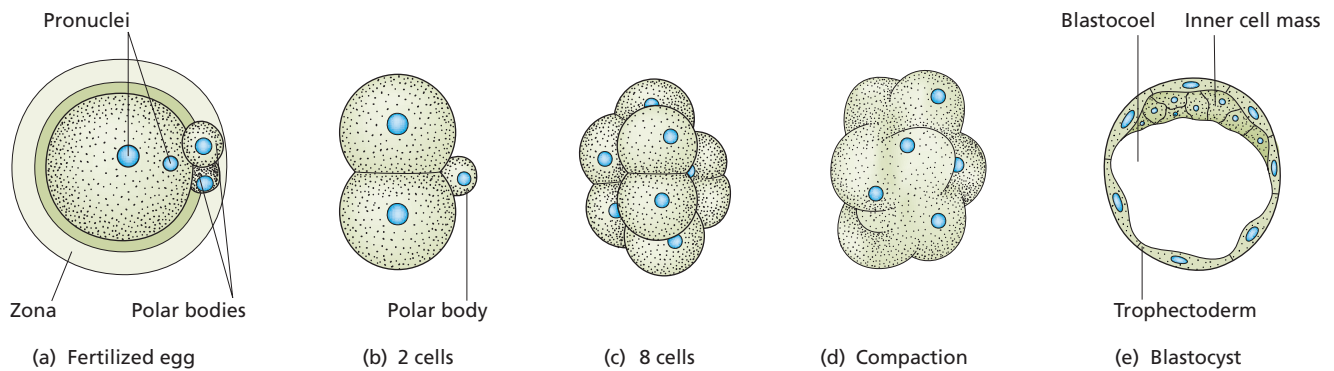 Pronuclei
Blastocoel
Inner cell mass
Zona
Polar bodies
Polar body
Trophectoderm
(a) Fertilized egg
(b) 2 cells
(c) 8 cells
(d) Compaction
(e) Blastocyst